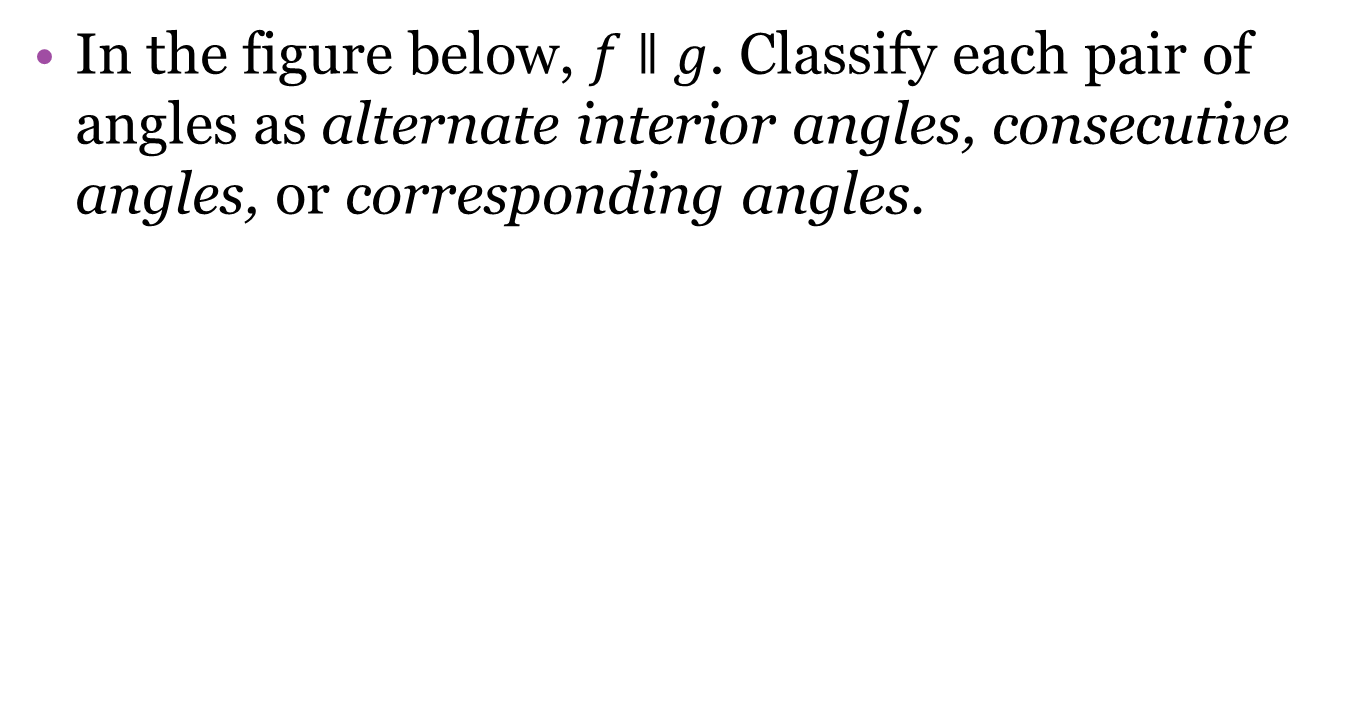 • In the figure below, f ∥ g. Classify each pair of
angles as alternate interior angles, consecutive
angles, or corresponding angles.